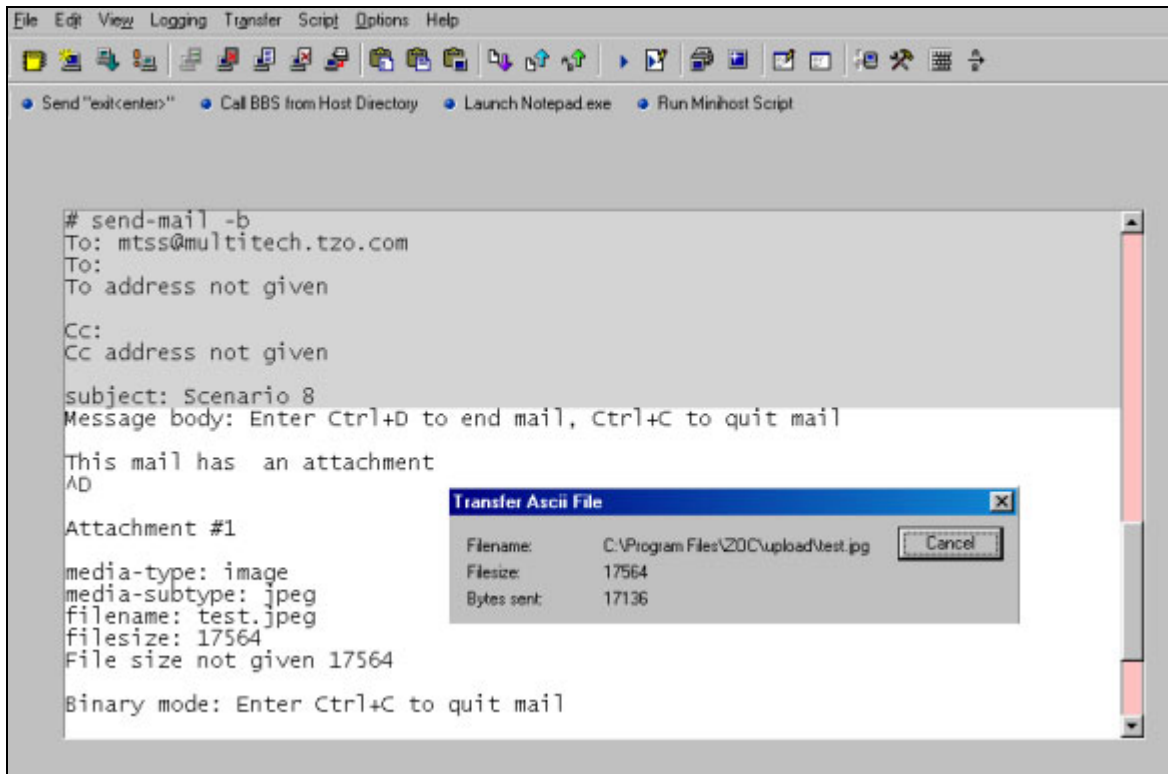 File Edit View Logging Transfer Script Options Help
Send "exit<enter>" Call BBS from Host Directory Launch Notepad.exe Run Minihost Script
# send-mail -b
To: mtss@multitech.tzo.com
To:
To address not given
Cc:
Cc address not given
subject: Scenario 8
Message body: Enter Ctrl+D to end mail, Ctrl+C to quit mail
This mail has  an attachment
^D
Attachment #1
media-type: image
media-subtype: jpeg
filename: test.jpeg
filesize: 17564
File size not given 17564
Binary mode: Enter Ctrl+C to quit mail
Transfer Ascii File
Filename: C:\Program Files\ZOC\upload\test.jpg Cancel
Filesize: 17564
Bytes sent: 17136